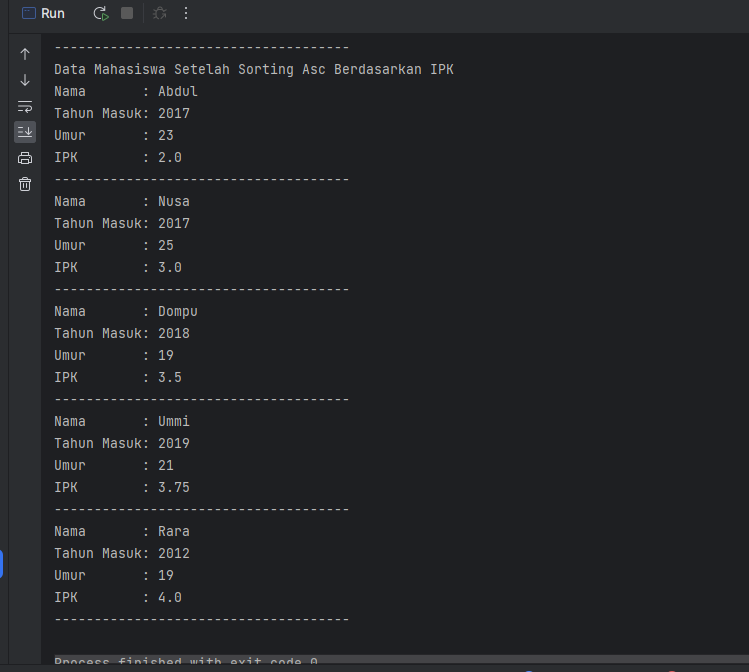 Run
-------------------------------------
Data Mahasiswa Setelah Sorting Asc Berdasarkan IPK
Nama       : Abdul
Tahun Masuk: 2017
Umur       : 23
IPK        : 2.0
-------------------------------------
Nama       : Nusa
Tahun Masuk: 2017
Umur       : 25
IPK        : 3.0
-------------------------------------
Nama       : Dompu
Tahun Masuk: 2018
Umur       : 19
IPK        : 3.5
-------------------------------------
Nama       : Ummi
Tahun Masuk: 2019
Umur       : 21
IPK        : 3.75
-------------------------------------
Nama       : Rara
Tahun Masuk: 2012
Umur       : 19
IPK        : 4.0
-------------------------------------
Process finished with exit code 0